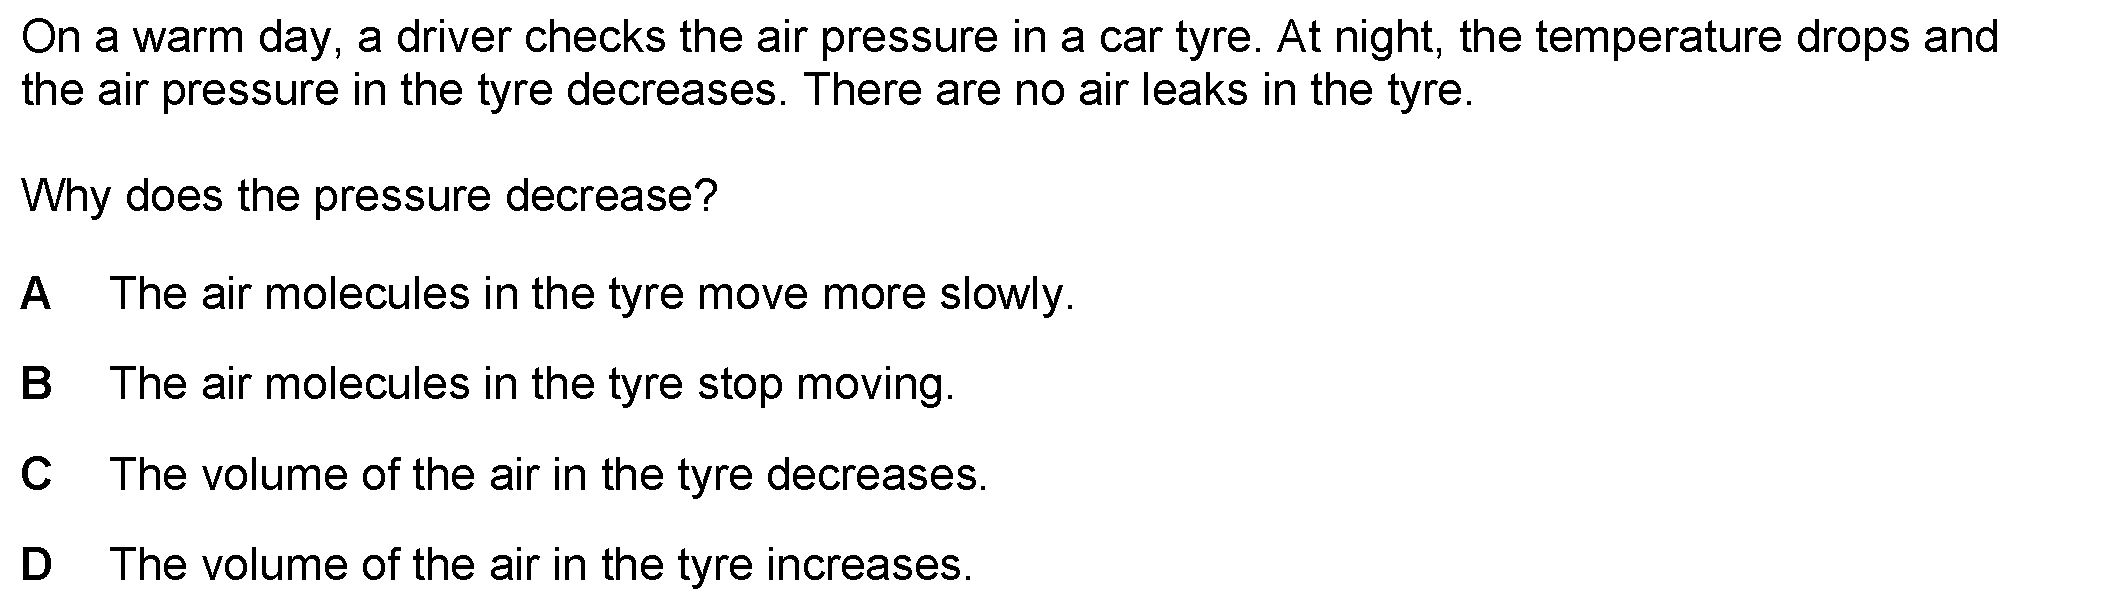 On a warm day, a driver checks the air pressure in a car tyre. At night, the temperature drops and
the air pressure in the tyre decreases. There are no air leaks in the tyre.
Why does the pressure decrease?
A The air molecules in the tyre move more slowly.
B The air molecules in the tyre stop moving.
C The volume of the air in the tyre decreases.
D The volume of the air in the tyre increases.